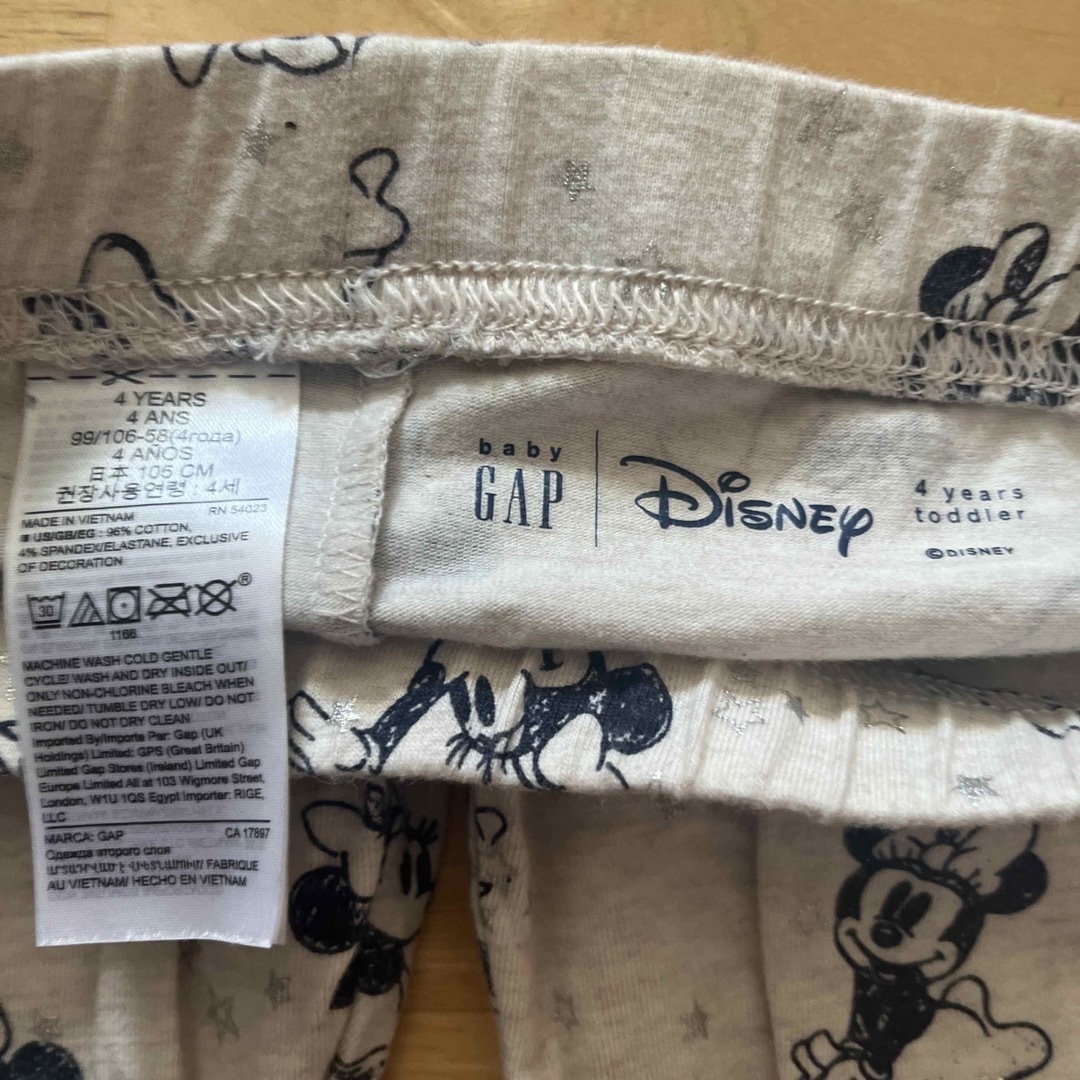 4 YEARS
4 ANS
99/106-58(4года)
4 AÑOS
日本 105 CM
권장사용연령 : 4세
RN 54023
MADE IN VIETNAM
US/GB/EG : 96% COTTON,
4% SPANDEX/ELASTANE, EXCLUSIVE
OF DECORATION
30
®
1166
MACHINE WASH COLD GENTLE
CYCLE/ WASH AND DRY INSIDE OUT/
ONLY NON-CHLORINE BLEACH WHEN
NEEDED/ TUMBLE DRY LOW/ DO NOT
IRON/ DO NOT DRY CLEAN
Imported By/Importe Par: Gap (UK
Holdings) Limited: GPS (Great Britain)
Limited Gap Stores (Ireland) Limited Gap
Europe Limited All at 103 Wigmore Street,
London, W1U 1QS Egypt Importer: RIGE,
LLC
MARCA: GAP CA 17897
Одежда второго слоя
FABRIQUE
AU VIETNAM/ HECHO EN VIETNAM
baby
GAP
Disney
4 years
toddler
©DISNEY